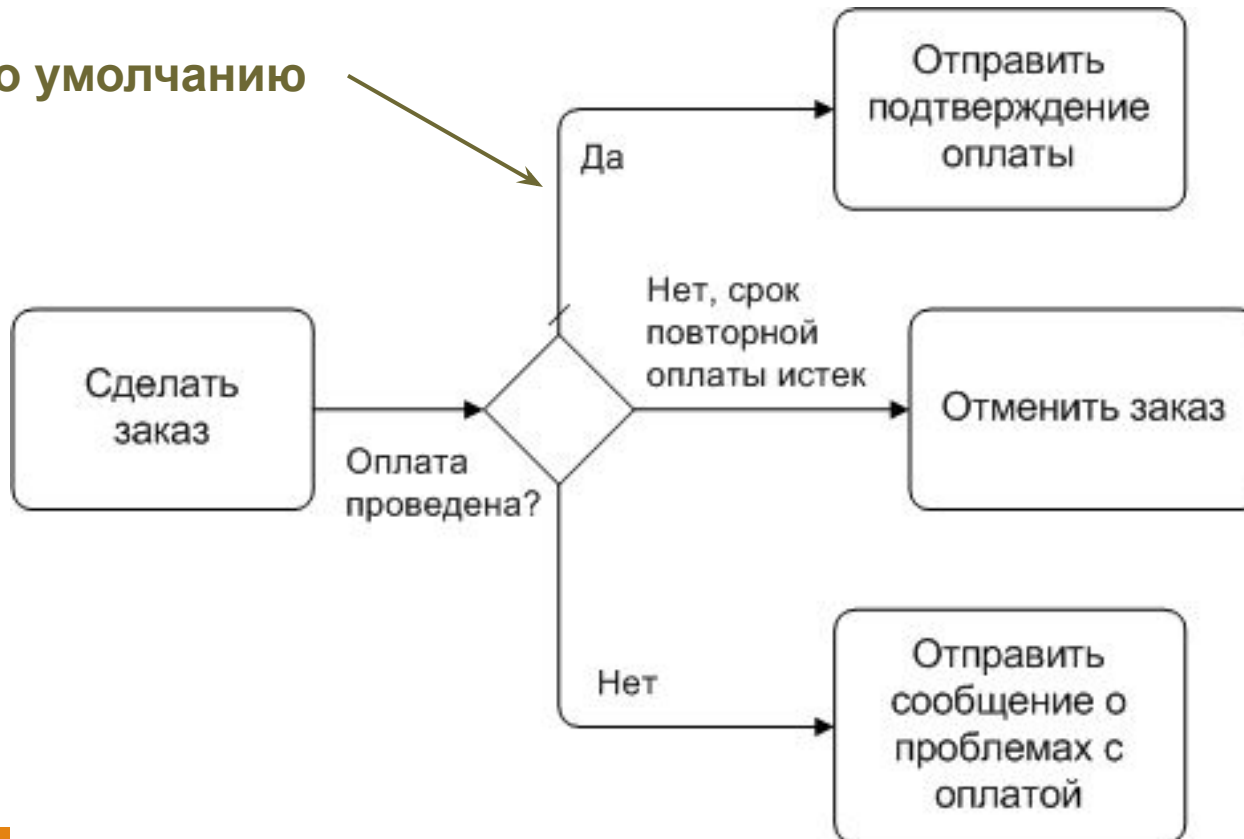 о умолчанию
Отправить
подтверждение
оплаты
Да
Нет, срок
повторной
оплаты истек
Сделать
заказ
Отменить заказ
Оплата
проведена?
Нет
Отправить
сообщение о
проблемах с
оплатой